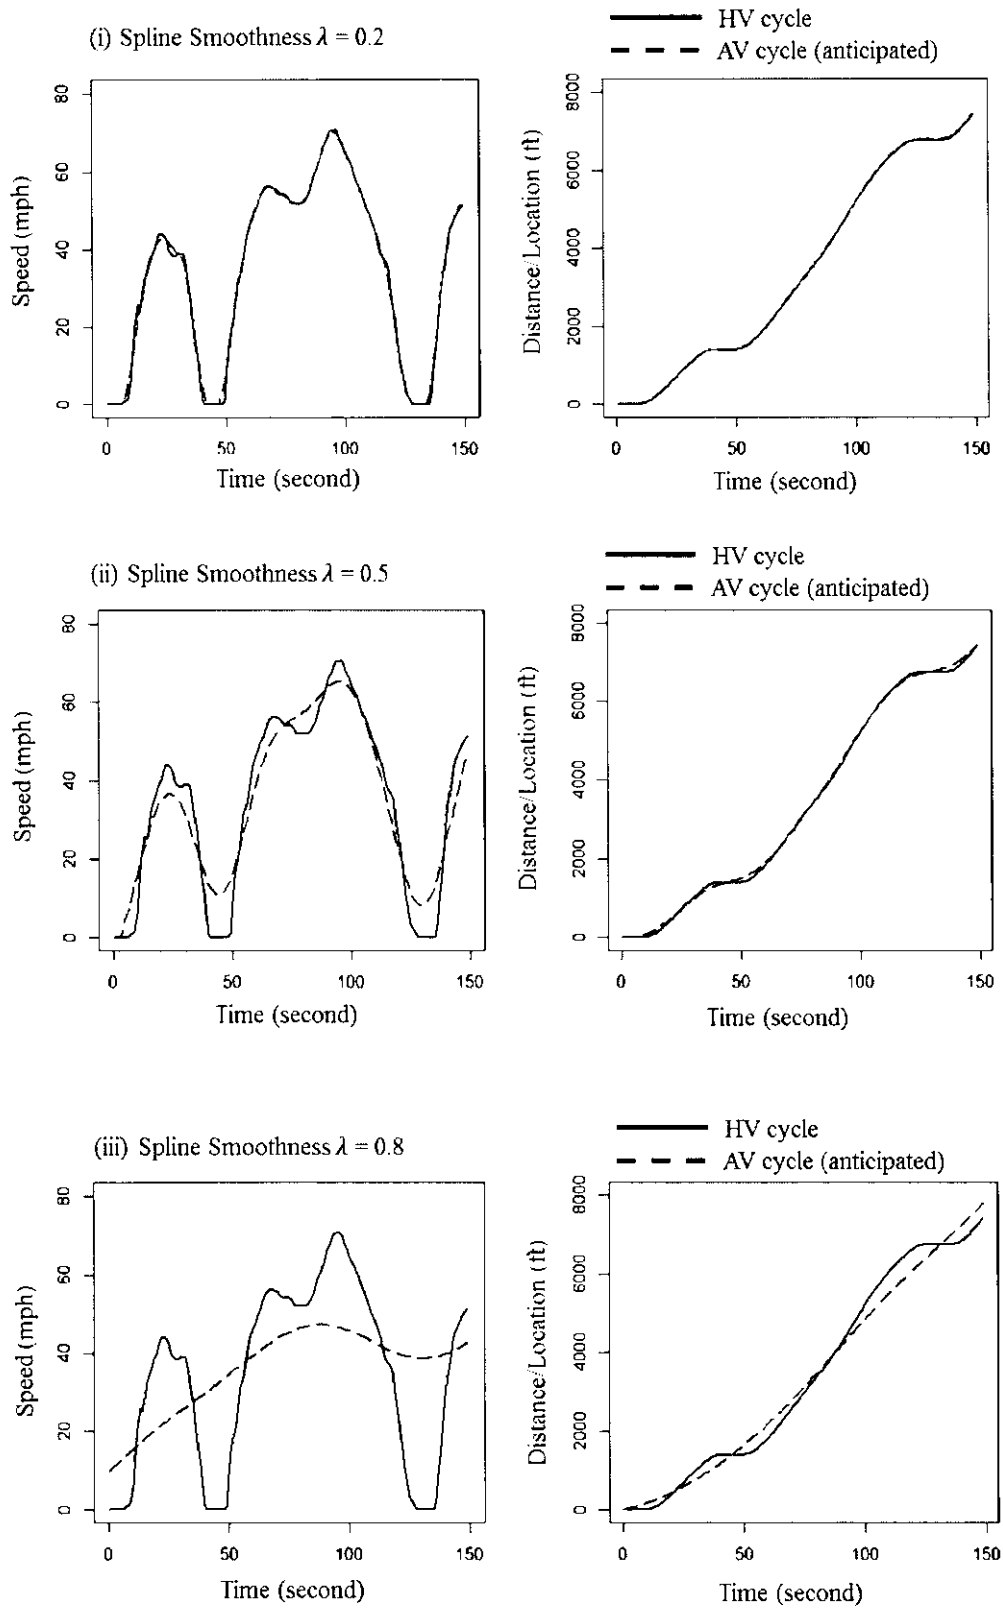 (i) Spline Smoothness λ = 0.2
HV cycle
AV cycle (anticipated)
80
60
40
20
0
Speed (mph)
0 50 100 150
Time (second)
8000
6000
4000
2000
0
Distance/Location (ft)
0 50 100 150
Time (second)
(ii) Spline Smoothness λ = 0.5
HV cycle
AV cycle (anticipated)
80
60
40
20
0
Speed (mph)
0 50 100 150
Time (second)
8000
6000
4000
2000
0
Distance/Location (ft)
0 50 100 150
Time (second)
(iii) Spline Smoothness λ = 0.8
HV cycle
AV cycle (anticipated)
80
60
40
20
0
Speed (mph)
0 50 100 150
Time (second)
8000
6000
4000
2000
0
Distance/Location (ft)
0 50 100 150
Time (second)